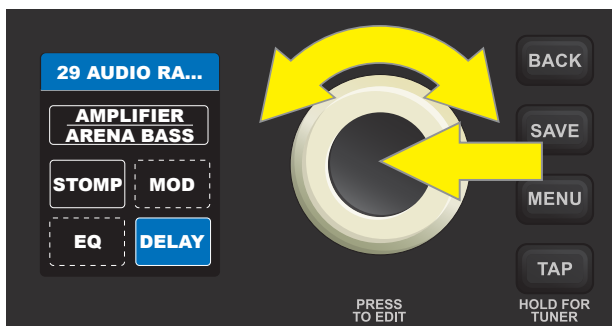 29 AUDIO RA...
AMPLIFIER
ARENA BASS
STOMP
MOD
EQ
DELAY
BACK
SAVE
MENU
TAP
PRESS
TO EDIT
HOLD FOR
TUNER